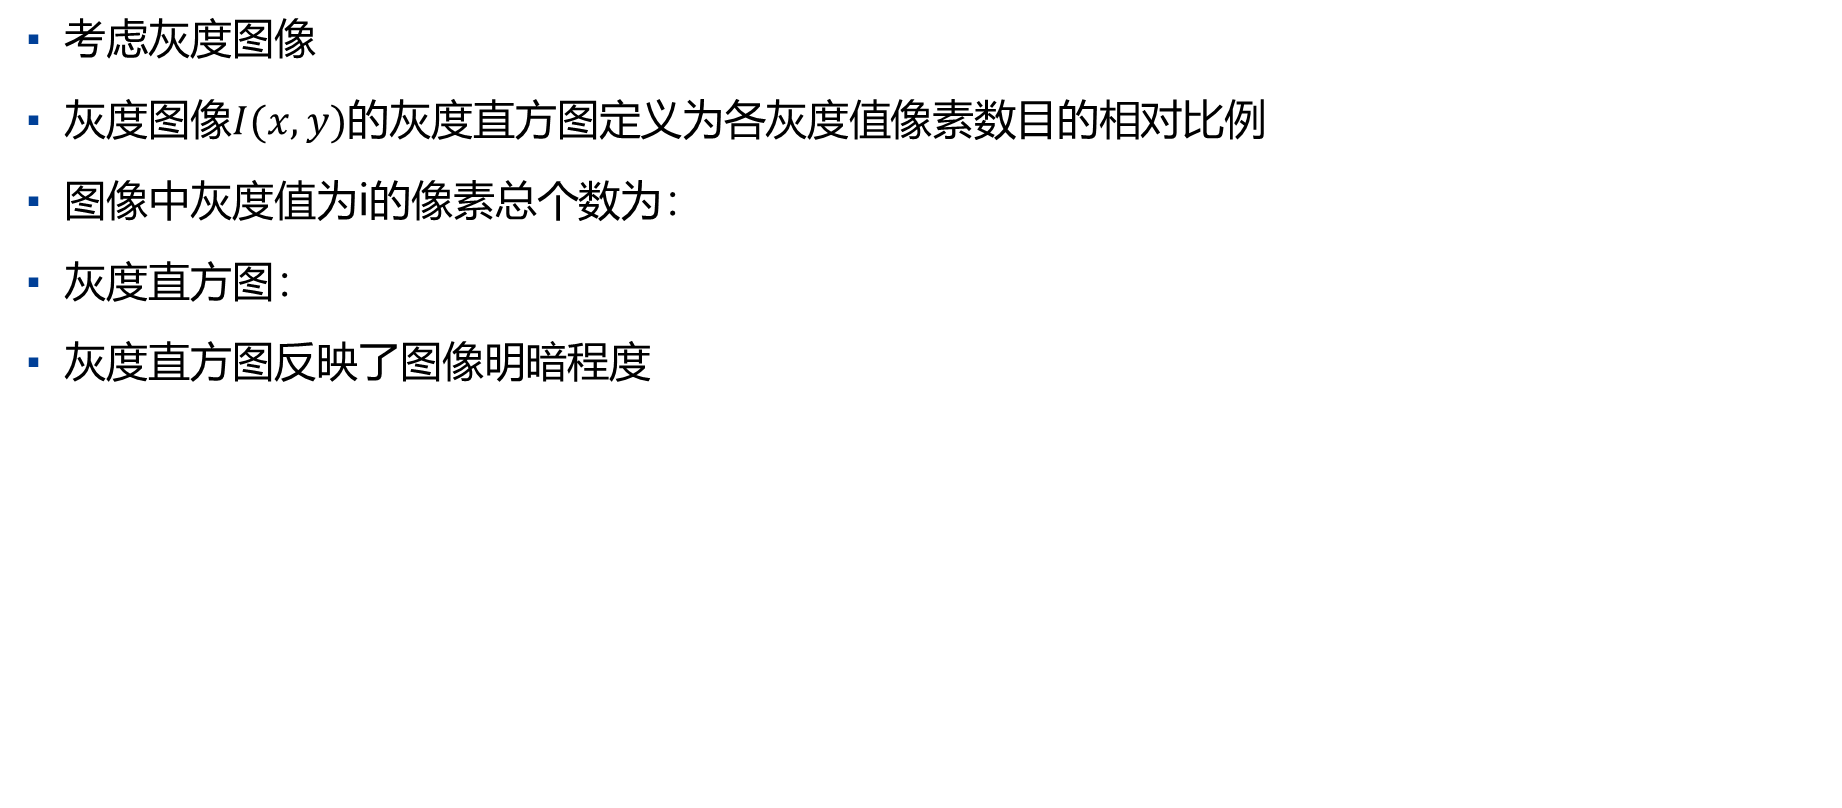 ▪ 考虑灰度图像
▪ 灰度图像I(x, y)的灰度直方图定义为各灰度值像素数目的相对比例
▪ 图像中灰度值为i的像素总个数为：
▪ 灰度直方图：
▪ 灰度直方图反映了图像明暗程度